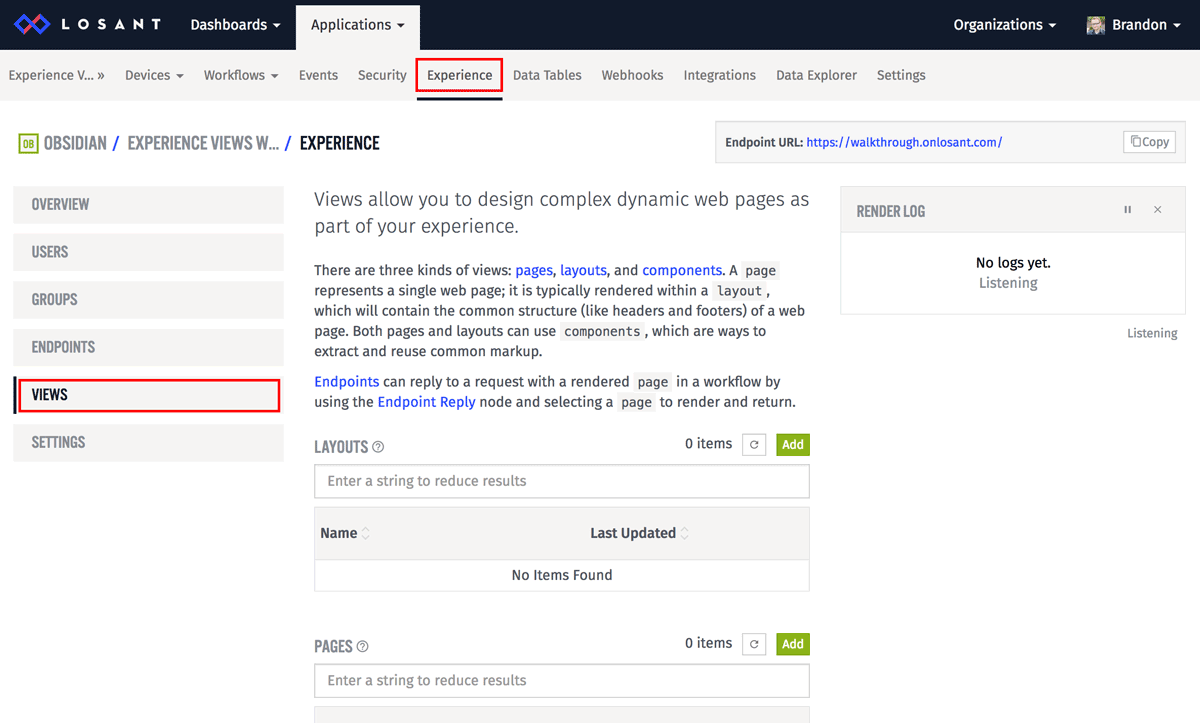 LOSANT Dashboards Applications Organizations Brandon
Experience V... » Devices Workflows Events Security Experience Data Tables Webhooks Integrations Data Explorer Settings
OB OBSIDIAN / EXPERIENCE VIEWS W... / EXPERIENCE
Endpoint URL: https://walkthrough.onlosant.com/ Copy
OVERVIEW
USERS
GROUPS
ENDPOINTS
VIEWS
SETTINGS
Views allow you to design complex dynamic web pages as
part of your experience.
There are three kinds of views: pages, layouts, and components. A page
represents a single web page; it is typically rendered within a layout,
which will contain the common structure (like headers and footers) of a web
page. Both pages and layouts can use components, which are ways to
extract and reuse common markup.
Endpoints can reply to a request with a rendered page in a workflow by
using the Endpoint Reply node and selecting a page to render and return.
LAYOUTS ? 0 items Add
Enter a string to reduce results
Name Last Updated
No Items Found
PAGES ? 0 items Add
Enter a string to reduce results
RENDER LOG
No logs yet.
Listening
Listening